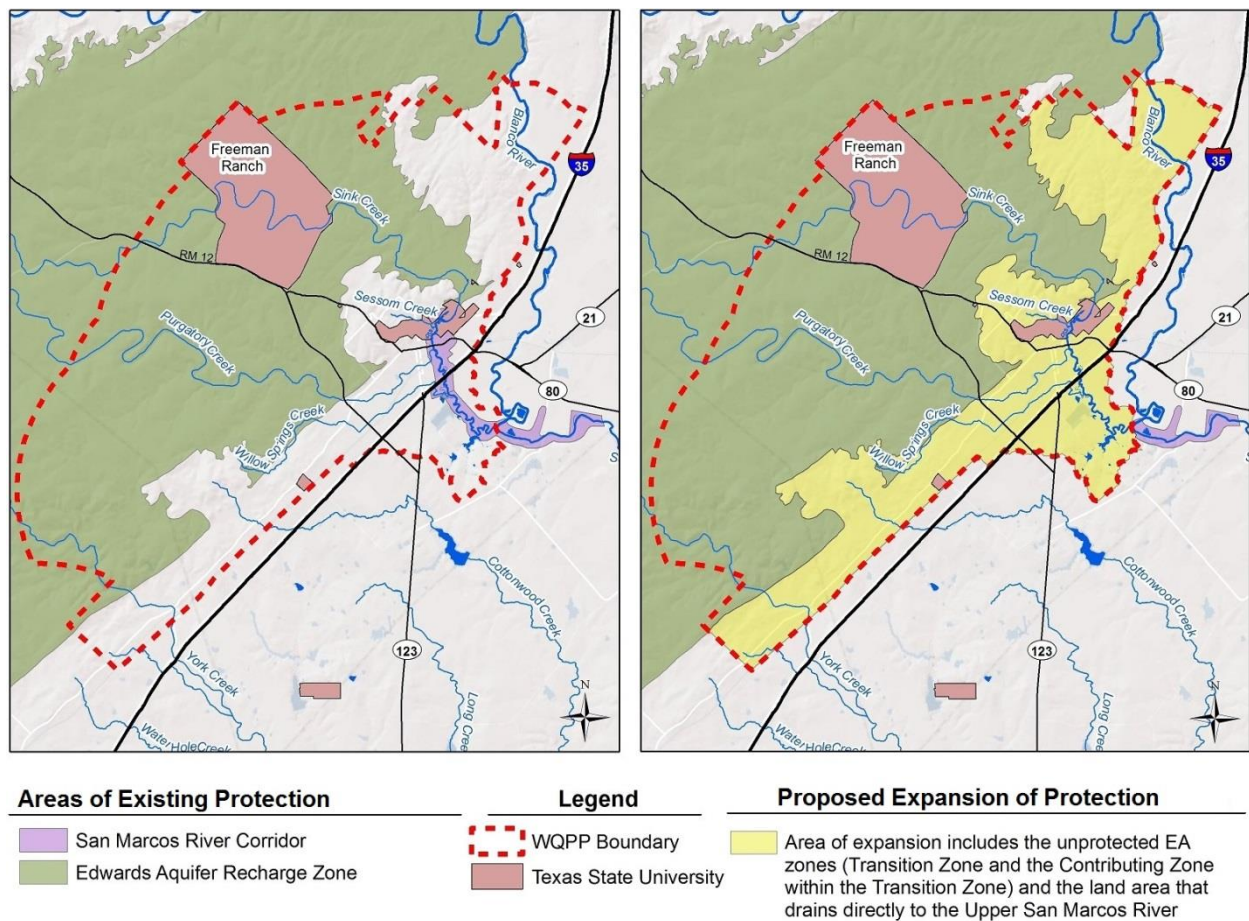 Blanco River
35
Freeman
Ranch
Sink Creek
RM 12
Sessom Creek
21
Purgatory Creek
80
Willow Springs Creek
S
Cottonwood Creek
123
York Creek
Long Cree
Water Hole Creek
N
Blanco River
35
Freeman
Ranch
Sink Creek
RM 12
Sessom Creek
21
Purgatory Creek
80
Willow Springs Creek
S
Cottonwood Creek
123
York Creek
Long Cree
Water Hole Creek
N
Areas of Existing Protection
San Marcos River Corridor
Edwards Aquifer Recharge Zone
Legend
WQPP Boundary
Texas State University
Proposed Expansion of Protection
Area of expansion includes the unprotected EA
zones (Transition Zone and the Contributing Zone
within the Transition Zone) and the land area that
drains directly to the Upper San Marcos River